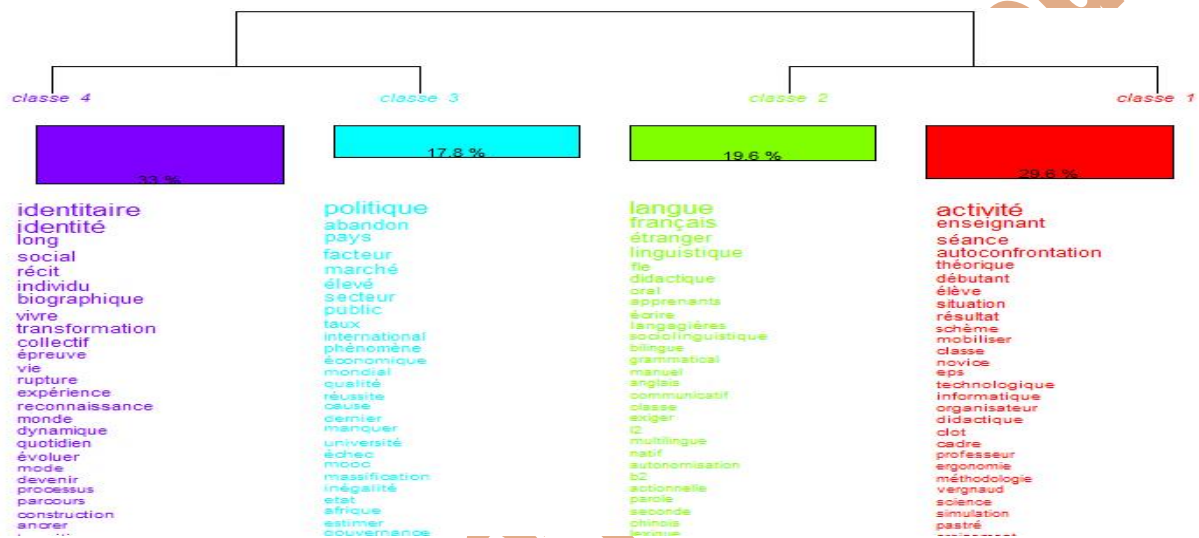 classe 4
classe 3
classe 2
classe 1
33 %
17.8 %
19.6 %
29.6 %
identitaire
identité
long
social
récit
individu
biographique
vivre
transformation
collectif
épreuve
vie
rupture
expérience
reconnaissance
monde
dynamique
quotidien
évoluer
mode
devenir
processus
parcours
construction
ancrer
politique
abandon
pays
facteur
marché
élevé
secteur
public
taux
international
phénomène
économique
mondial
qualité
réussite
cause
dernier
manquer
université
échec
mooc
massification
inégalité
etat
afrique
estimer
gouvernance
langue
français
étranger
linguistique
fle
didactique
oral
apprenants
écrire
langagières
sociolinguistique
bilingue
grammatical
manuel
anglais
communicatif
classe
exiger
l2
multilingue
natif
autonomisation
b2
actionnelle
parole
seconde
chinois
lexique
activité
enseignant
séance
autoconfrontation
théorique
débutant
élève
situation
résultat
schème
mobiliser
classe
novice
eps
technologique
informatique
organisateur
didactique
clot
cadre
professeur
ergonomie
méthodologie
vergnaud
science
simulation
pastré